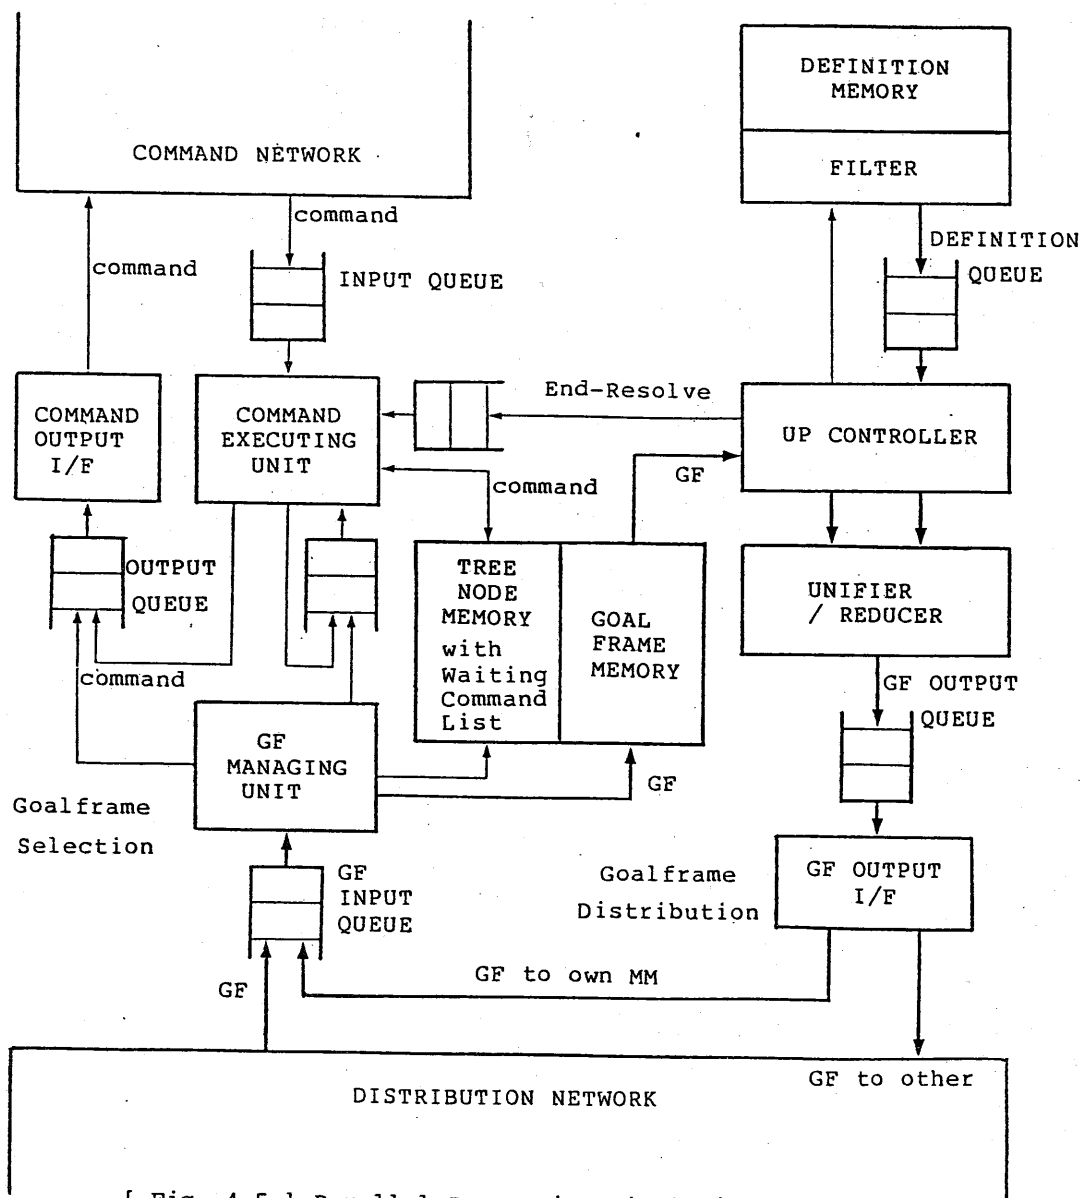 COMMAND NETWORK
DEFINITION
MEMORY
FILTER
command
command
INPUT QUEUE
DEFINITION
QUEUE
COMMAND
OUTPUT
I/F
COMMAND
EXECUTING
UNIT
End-Resolve
UP CONTROLLER
GF
command
OUTPUT
QUEUE
TREE
NODE
MEMORY
with
Waiting
Command
List
GOAL
FRAME
MEMORY
UNIFIER
/ REDUCER
command
GF OUTPUT
QUEUE
GF
MANAGING
UNIT
GF
Goalframe
Selection
GF
INPUT
QUEUE
Goalframe
Distribution
GF OUTPUT
I/F
GF to own MM
GF
GF to other
DISTRIBUTION NETWORK
[ Fig. 4.5 ]